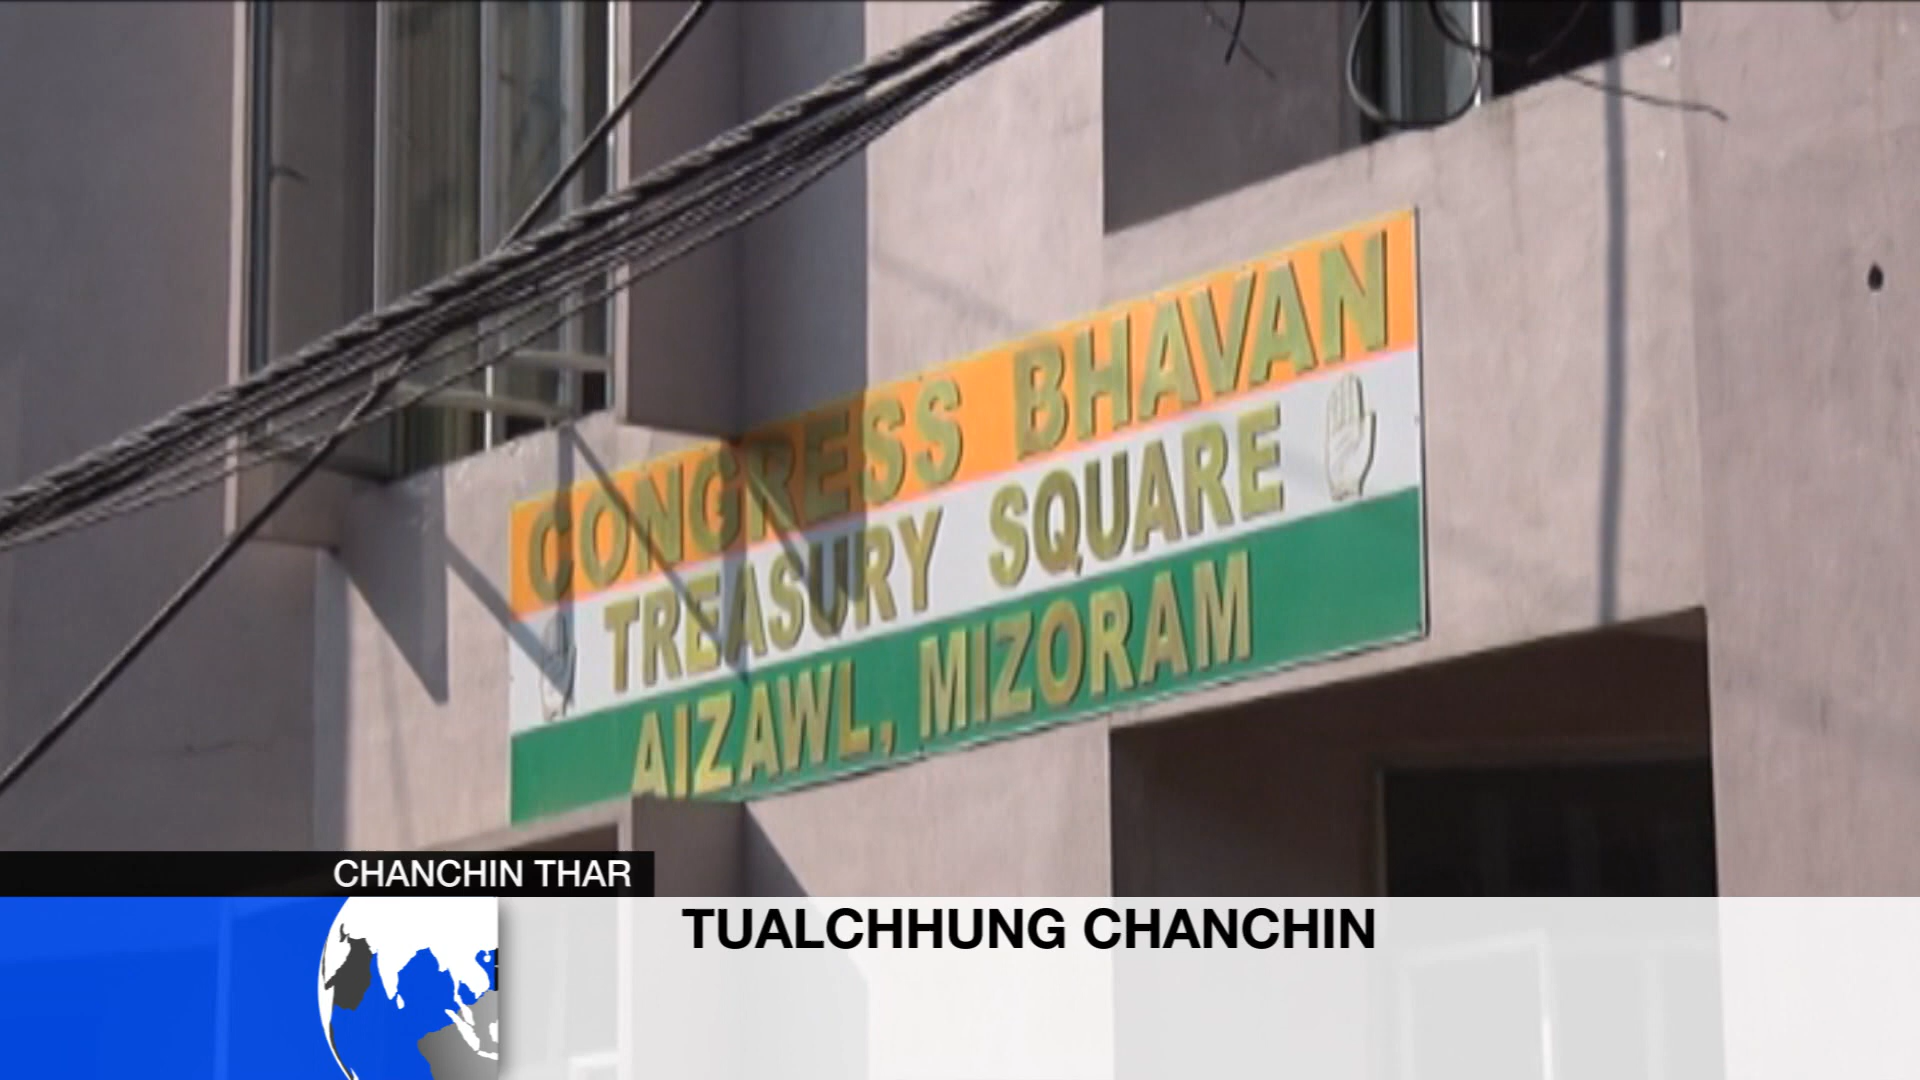 CONGRESS BHAVAN
TREASURY SQUARE
AIZAWL, MIZORAM
CHANCHIN THAR
TUALCHHUNG CHANCHIN